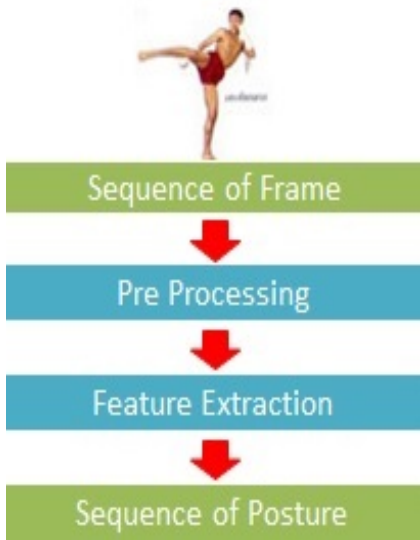 Sequence of Frame
Pre Processing
Feature Extraction
Sequence of Posture